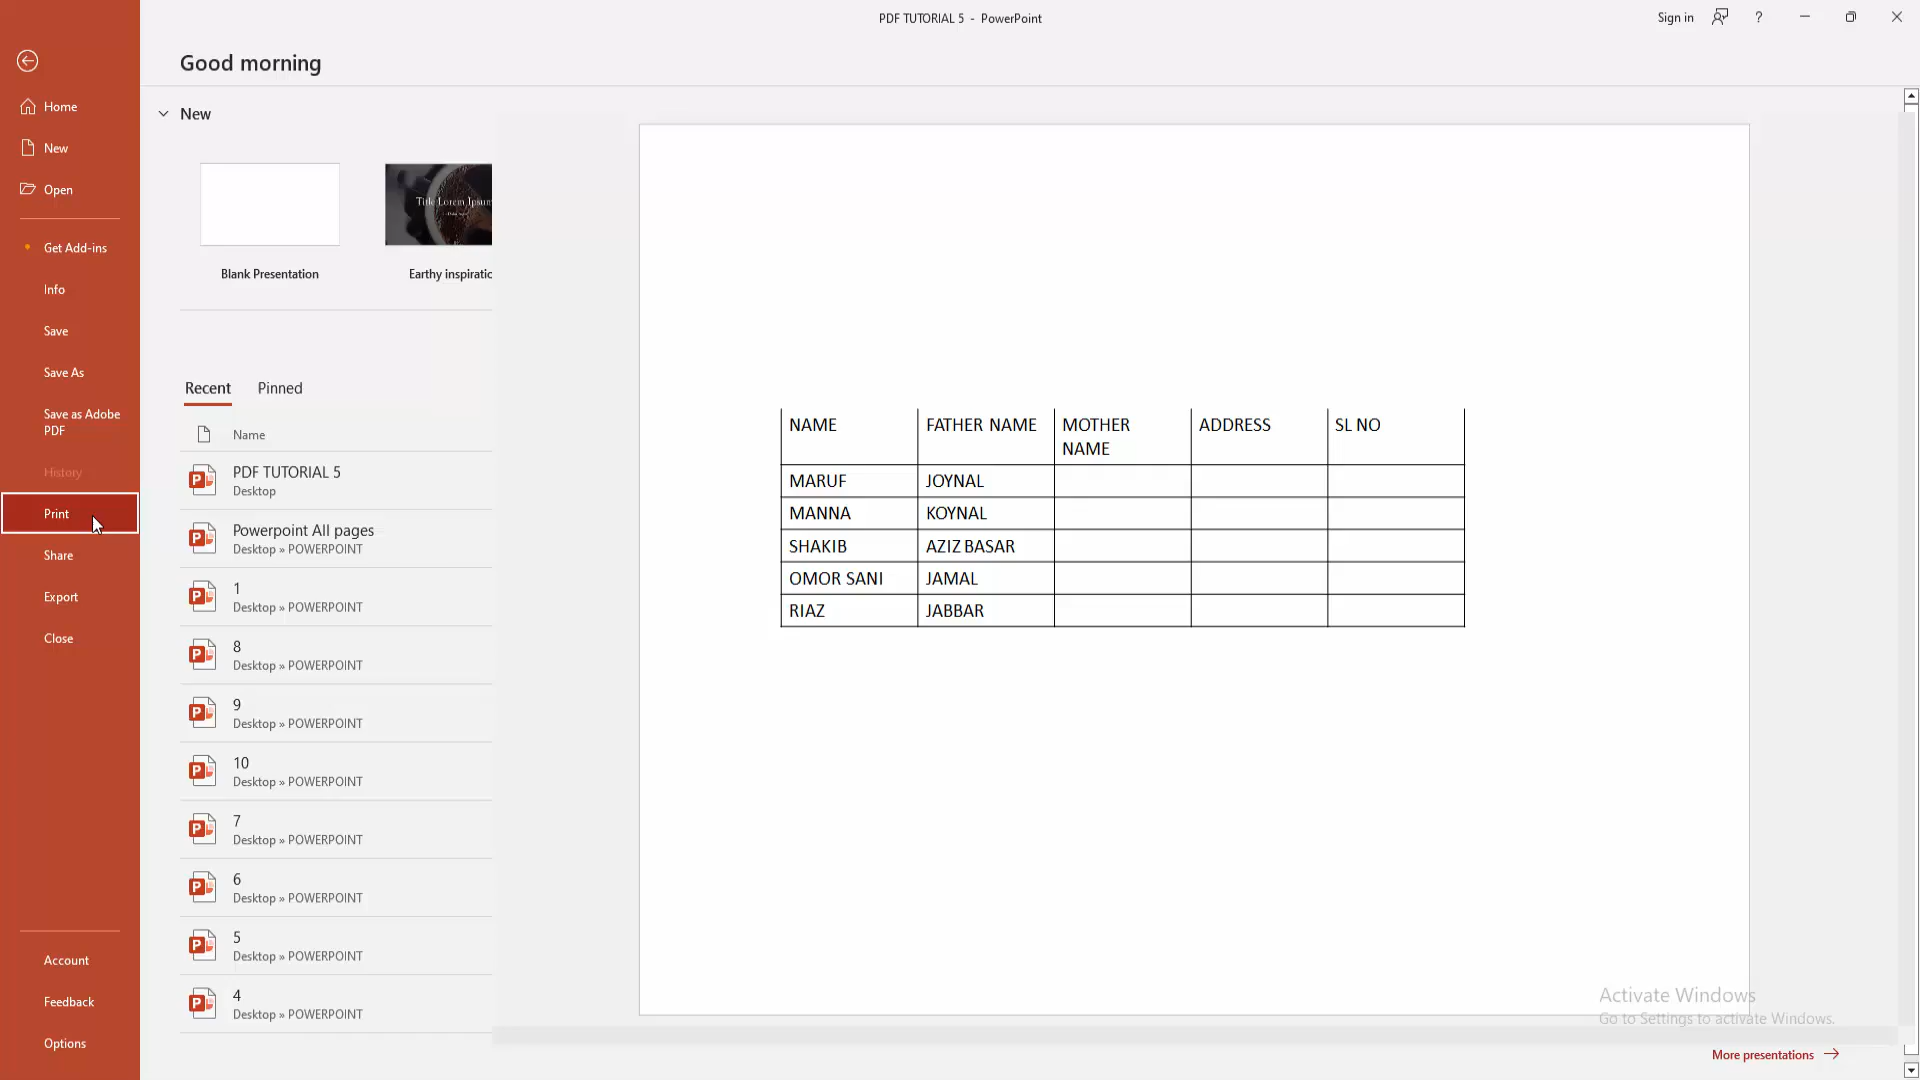 PDF TUTORIAL 5 - PowerPoint
Sign in
?
Good morning
Home
New
Open
Get Add-ins
Info
Save
Save As
Save as Adobe
PDF
History
Print
Share
Export
Close
Account
Feedback
Options
New
Title Lorem Ipsum
Blank Presentation
Earthy inspiratic
Recent Pinned
Name
PDF TUTORIAL 5
Desktop
Powerpoint All pages
Desktop » POWERPOINT
1
Desktop » POWERPOINT
8
Desktop » POWERPOINT
9
Desktop » POWERPOINT
10
Desktop » POWERPOINT
7
Desktop » POWERPOINT
6
Desktop » POWERPOINT
5
Desktop » POWERPOINT
4
Desktop » POWERPOINT
NAME FATHER NAME MOTHER NAME ADDRESS SL NO
MARUF JOYNAL
MANNA KOYNAL
SHAKIB AZIZ BASAR
OMOR SANI JAMAL
RIAZ JABBAR
Activate Windows
Go to Settings to activate Windows.
More presentations